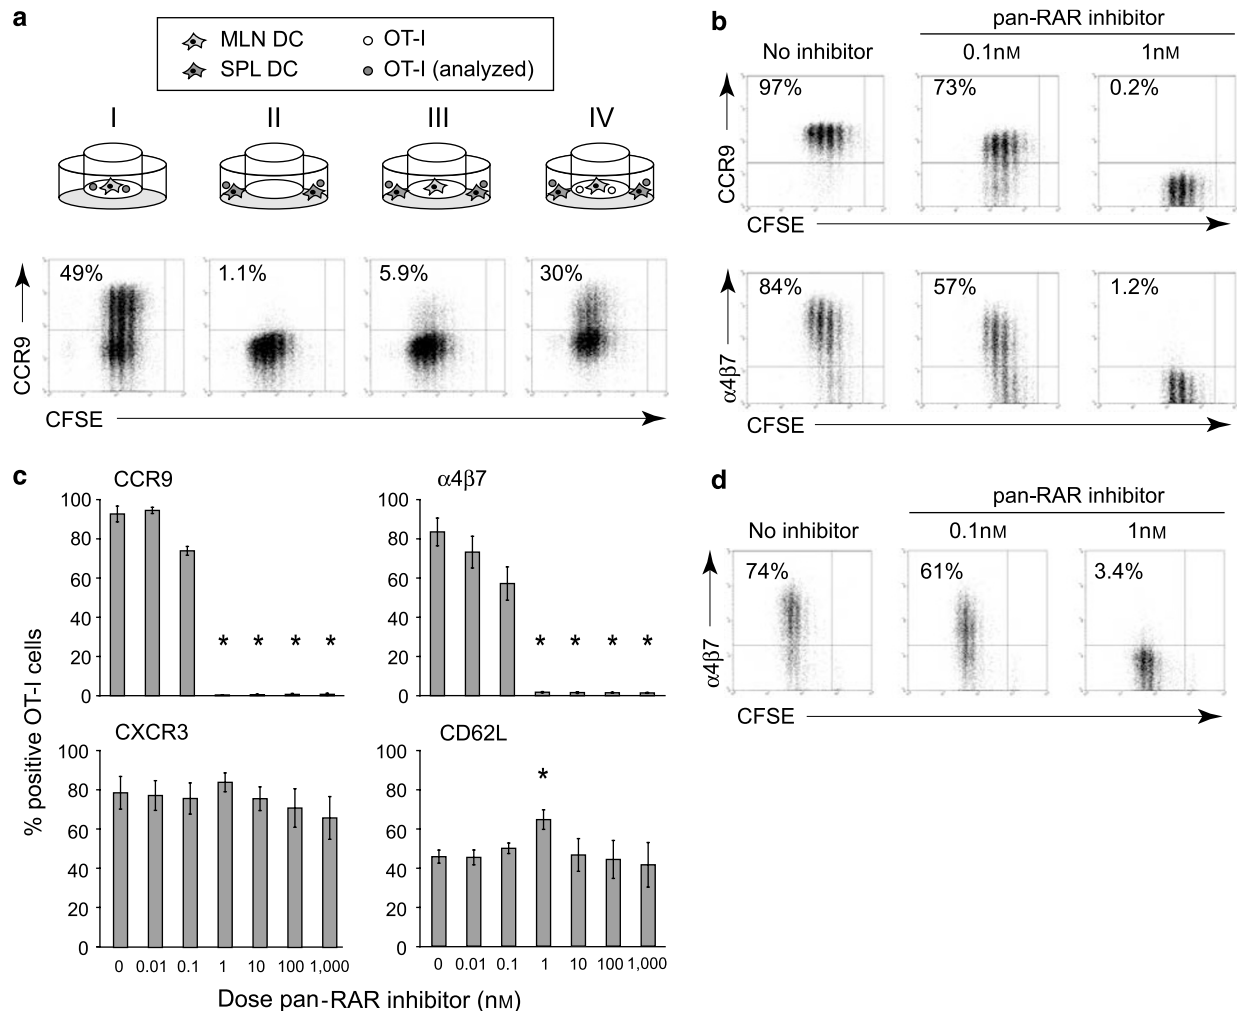 a
MLN DC
OT-I
SPL DC
OT-I (analyzed)
I II III IV
49% 1.1% 5.9% 30%
CCR9
CFSE
b
pan-RAR inhibitor
No inhibitor 0.1nM 1nM
97% 73% 0.2%
CCR9
CFSE
84% 57% 1.2%
α4β7
CFSE
c
CCR9
100
80
60
40
20
0
* * * *
α4β7
100
80
60
40
20
0
* * * *
% positive OT-I cells
CXCR3
100
80
60
40
20
0
0 0.01 0.1 1 10 100 1,000
CD62L
100
80
60
40
20
0
*
0 0.01 0.1 1 10 100 1,000
Dose pan-RAR inhibitor (nM)
d
pan-RAR inhibitor
No inhibitor 0.1nM 1nM
74% 61% 3.4%
α4β7
CFSE